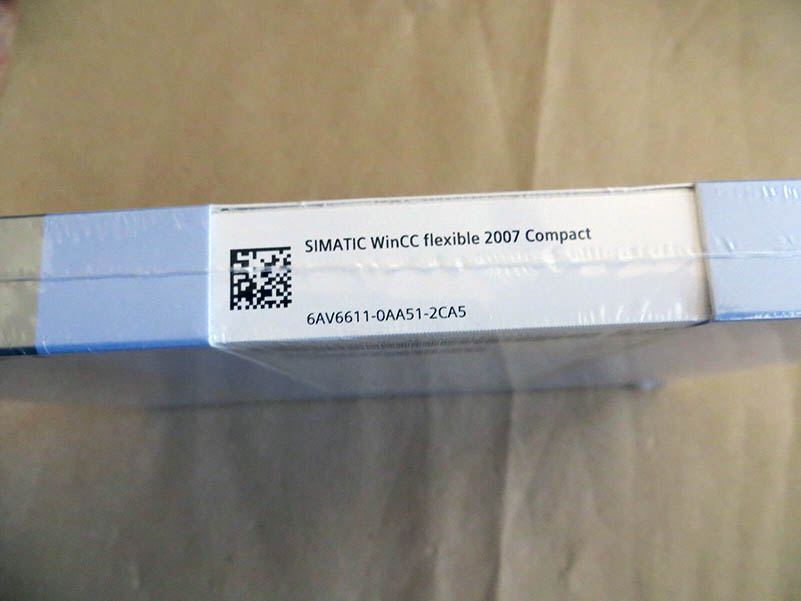 SIMATIC WinCC flexible 2007 Compact
6AV6611-0AA51-2CA5